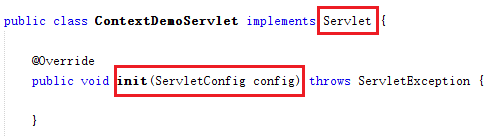 public class ContextDemoServlet implements Servlet {
@Override
public void init(ServletConfig config) throws ServletException {
}